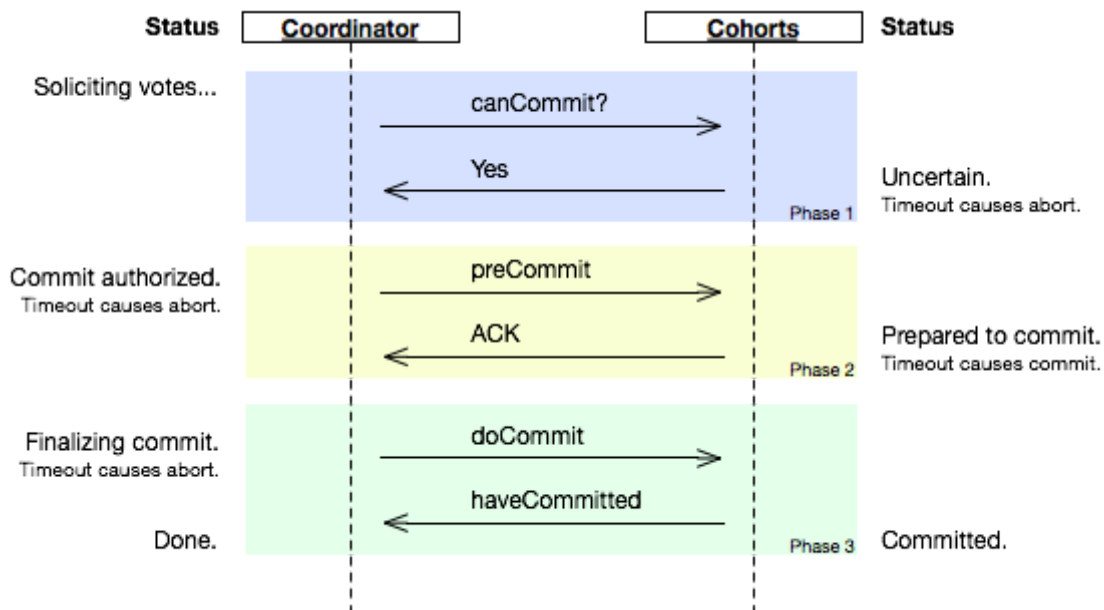 Status Coordinator Cohorts Status
Soliciting votes...
canCommit?
Yes
Uncertain.
Timeout causes abort.
Phase 1
Commit authorized.
Timeout causes abort.
preCommit
ACK
Prepared to commit.
Timeout causes commit.
Phase 2
Finalizing commit.
Timeout causes abort.
doCommit
haveCommitted
Done.
Phase 3
Committed.